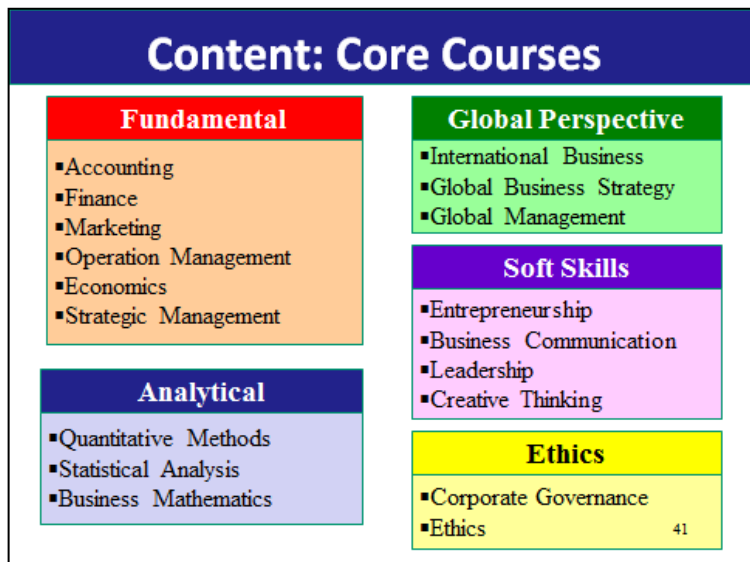 Content: Core Courses
Fundamental
▪Accounting
▪Finance
▪Marketing
▪Operation Management
▪Economics
▪Strategic Management
Analytical
▪Quantitative Methods
▪Statistical Analysis
▪Business Mathematics
Global Perspective
▪International Business
▪Global Business Strategy
▪Global Management
Soft Skills
▪Entrepreneurship
▪Business Communication
▪Leadership
▪Creative Thinking
Ethics
▪Corporate Governance
▪Ethics
41